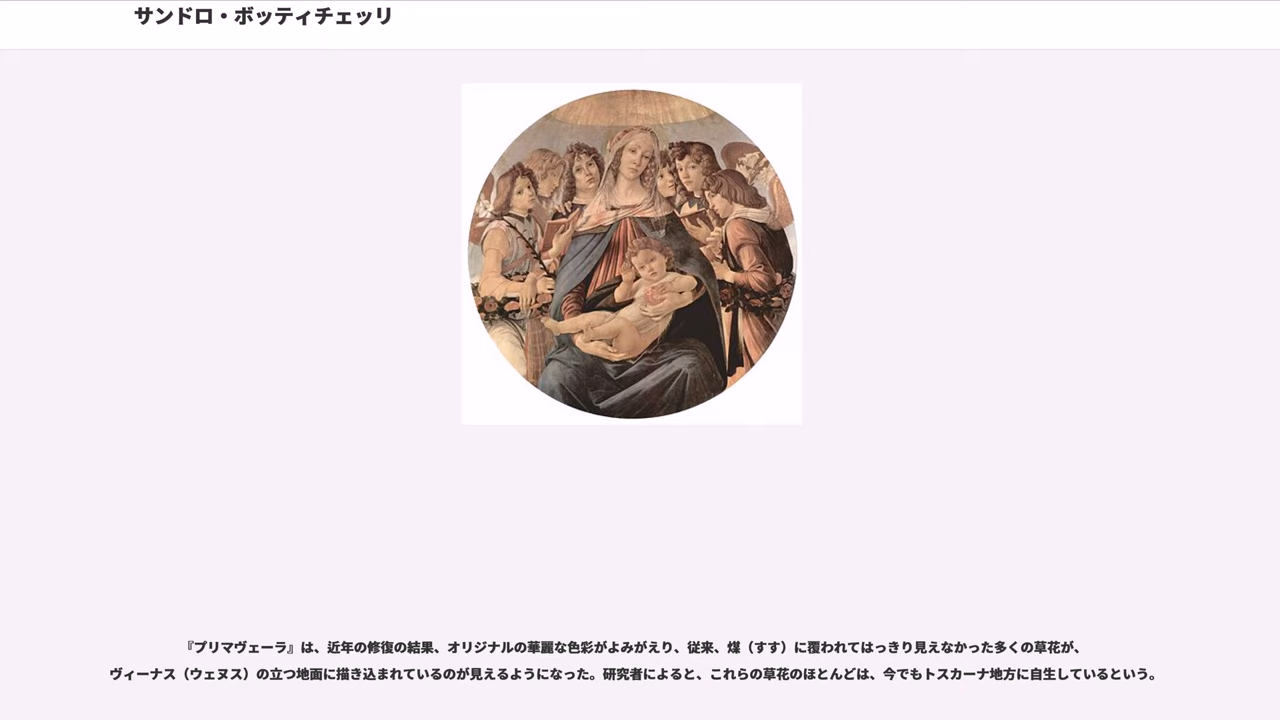 サンドロ・ボッティチェッリ
『プリマヴェーラ』は、近年の修復の結果、オリジナルの華麗な色彩がよみがえり、従来、煤（すす）に覆われてはっきり見えなかった多くの草花が、
ヴィーナス（ウェヌス）の立つ地面に描き込まれているのが見えるようになった。研究者によると、これらの草花のほとんどは、今でもトスカーナ地方に自生しているという。